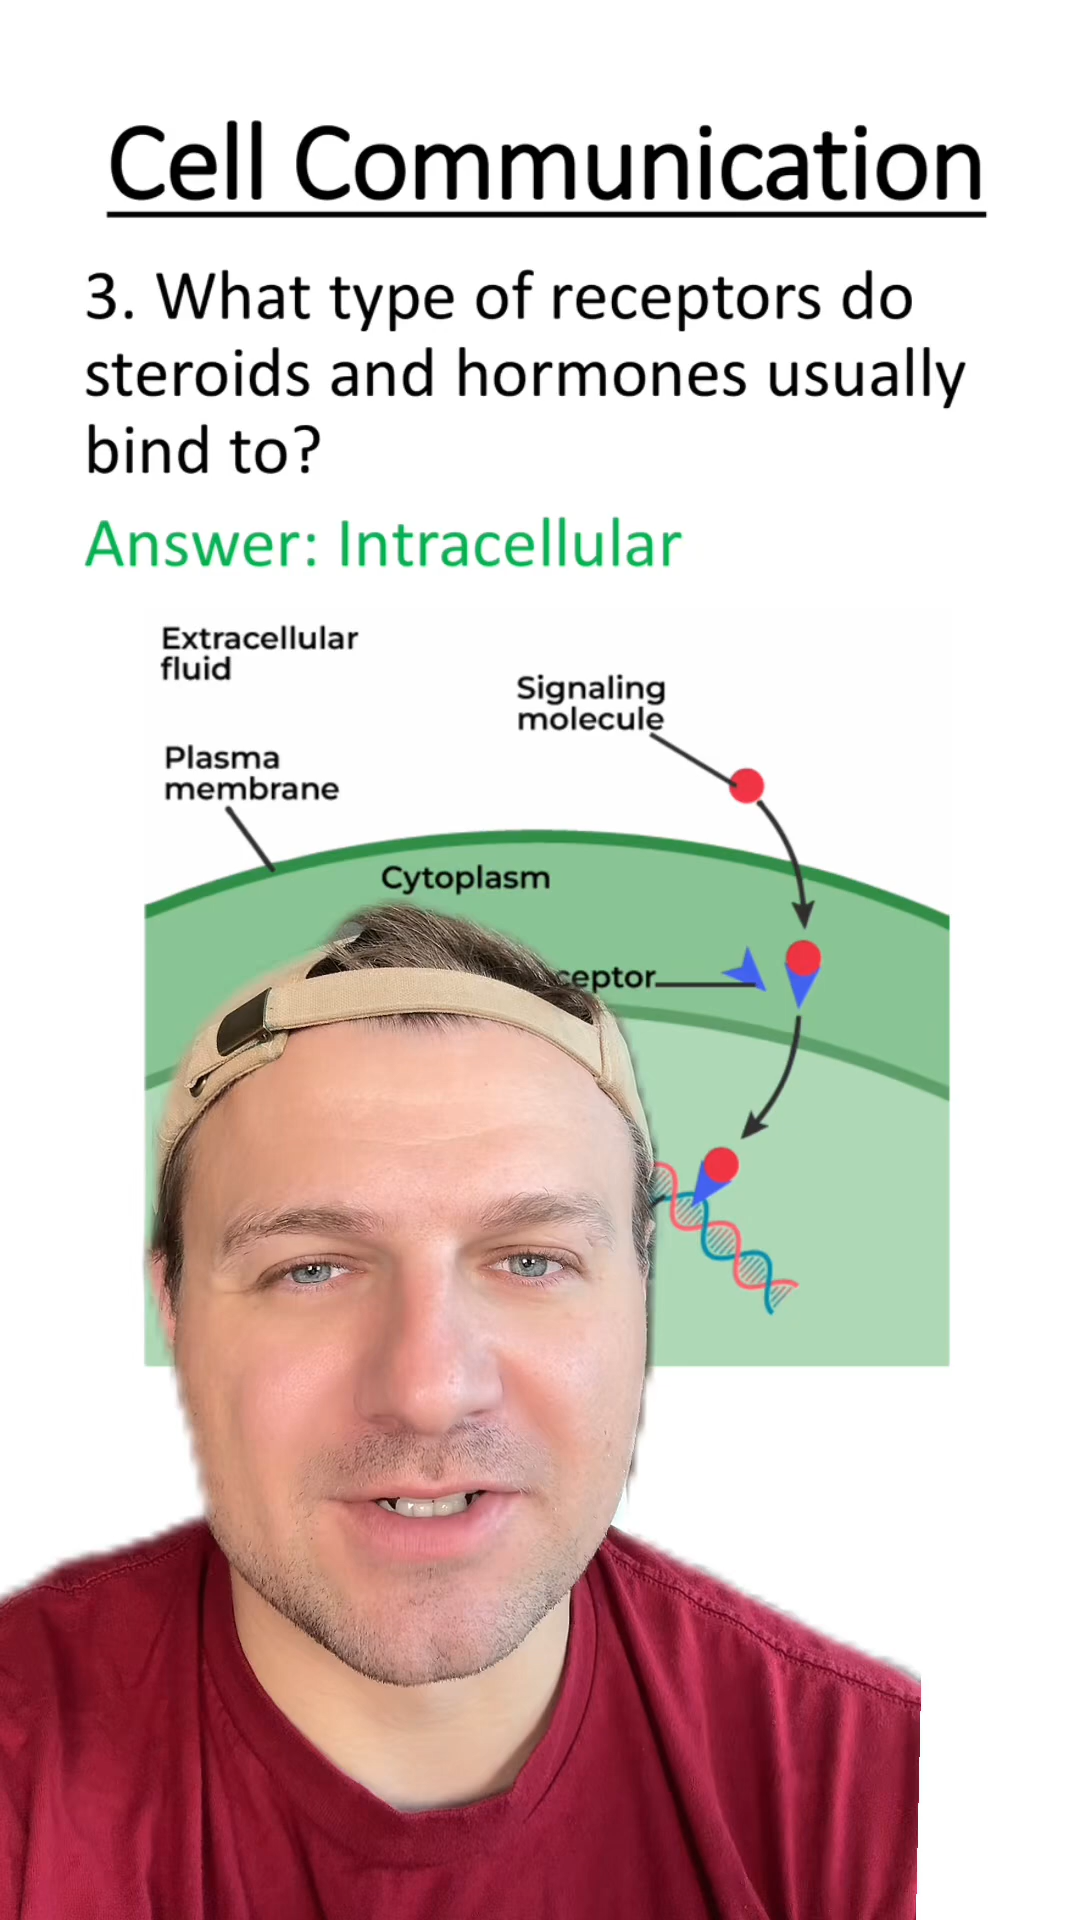 Cell Communication
3. What type of receptors do
steroids and hormones usually
bind to?
Answer: Intracellular
Extracellular
fluid
Signaling
molecule
Plasma
membrane
Cytoplasm
ceptor